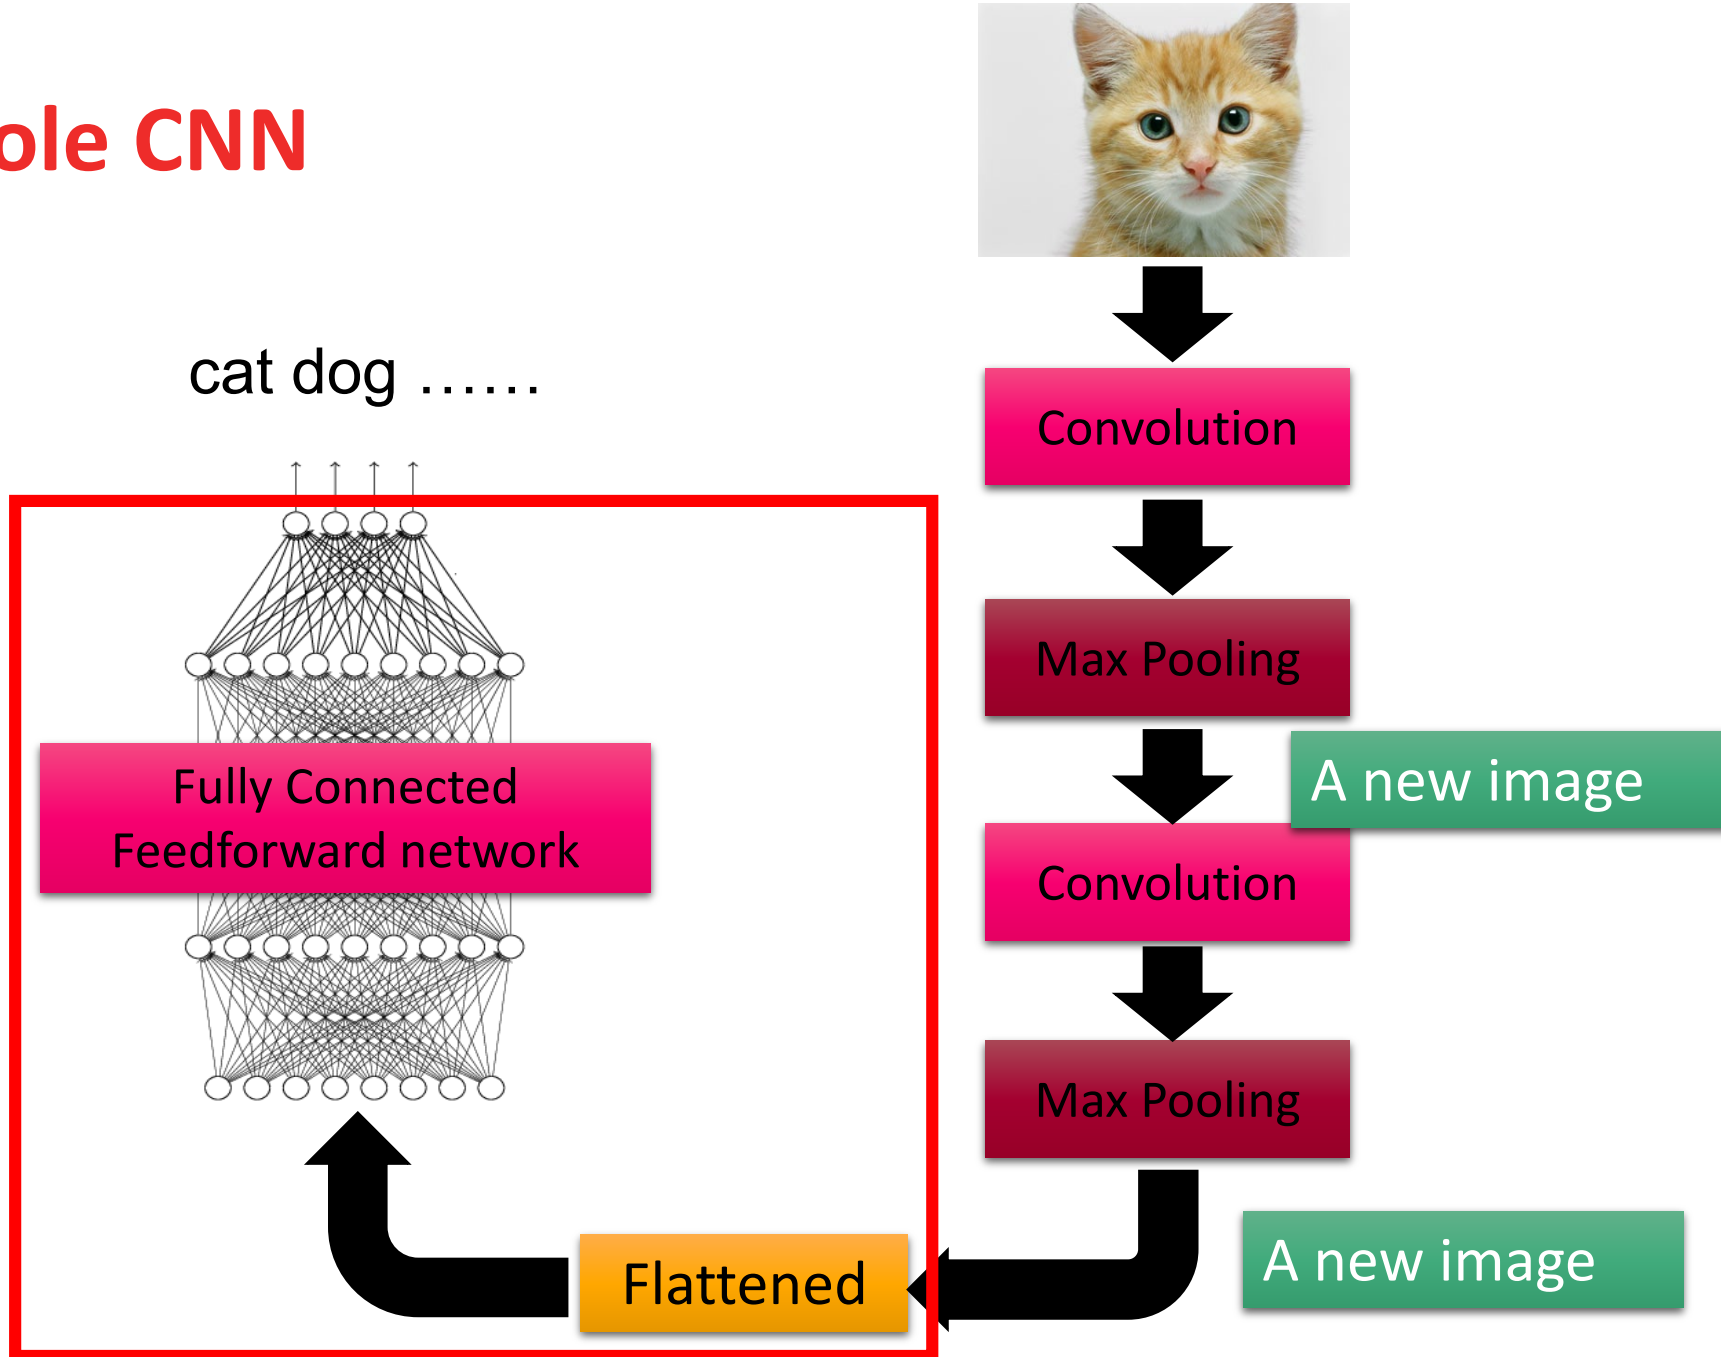 ole CNN
cat dog ……
Convolution
Max Pooling
A new image
Convolution
Max Pooling
A new image
Flattened
Fully Connected
Feedforward network